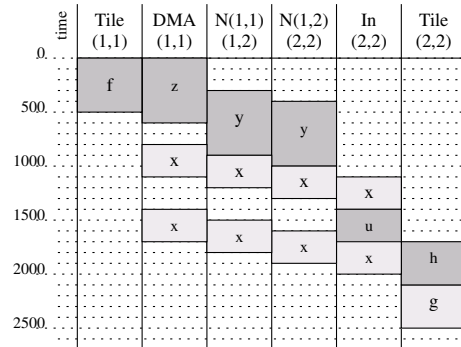 time
Tile DMA N(1,1) N(1,2) In Tile
(1,1) (1,1) (1,2) (2,2) (2,2) (2,2)
0
f z
500
y y
1000
x x x x
1500
x x x u x
2000
h
g
2500